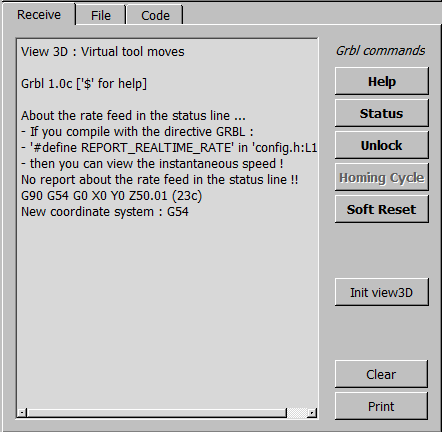 Receive File Code
View 3D : Virtual tool moves
Grbl 1.0c ['$' for help]
About the rate feed in the status line ...
- If you compile with the directive GRBL :
- '#define REPORT_REALTIME_RATE' in 'config.h:L1
- then you can view the instantaneous speed !
No report about the rate feed in the status line !!
G90 G54 G0 X0 Y0 Z50.01 (23c)
New coordinate system : G54
Grbl commands
Help
Status
Unlock
Homing Cycle
Soft Reset
Init view3D
Clear
Print